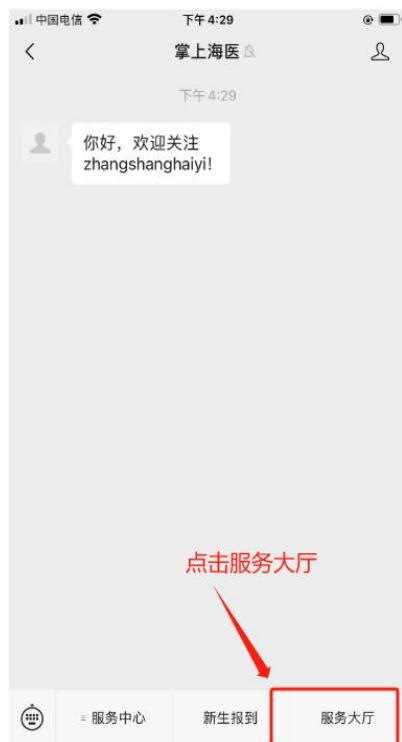 中国电信 下午4:29
掌上海医
下午4:29
你好，欢迎关注
zhangshanghaiyi!
点击服务大厅
服务中心 新生报到 服务大厅